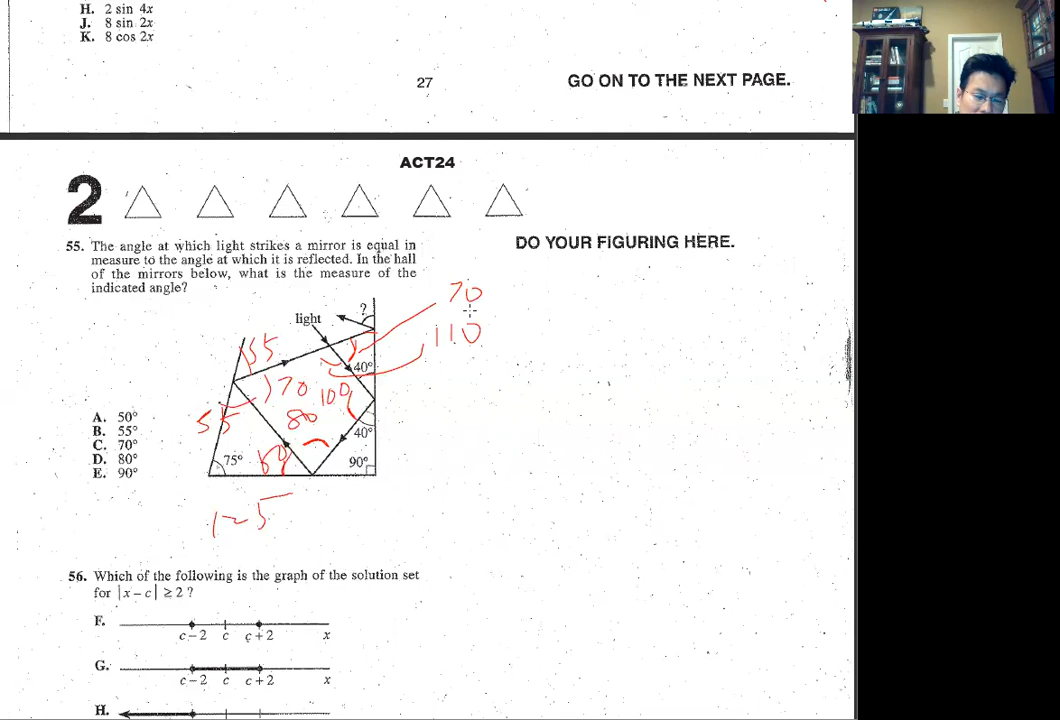 H. 2 sin 4x
J. 8 sin 2x
K. 8 cos 2x
27
GO ON TO THE NEXT PAGE.
ACT24
2
55. The angle at which light strikes a mirror is equal in
measure to the angle at which it is reflected. In the hall
of the mirrors below, what is the measure of the
indicated angle?
DO YOUR FIGURING HERE.
70
?
light
110
55
40°
70
100
55
80
40°
75°
90°
125
A. 50°
B. 55°
C. 70°
D. 80°
E. 90°
56. Which of the following is the graph of the solution set
for |x – c| ≥ 2 ?
F.
c – 2 c c + 2 x
G.
c – 2 c c + 2 x
H.